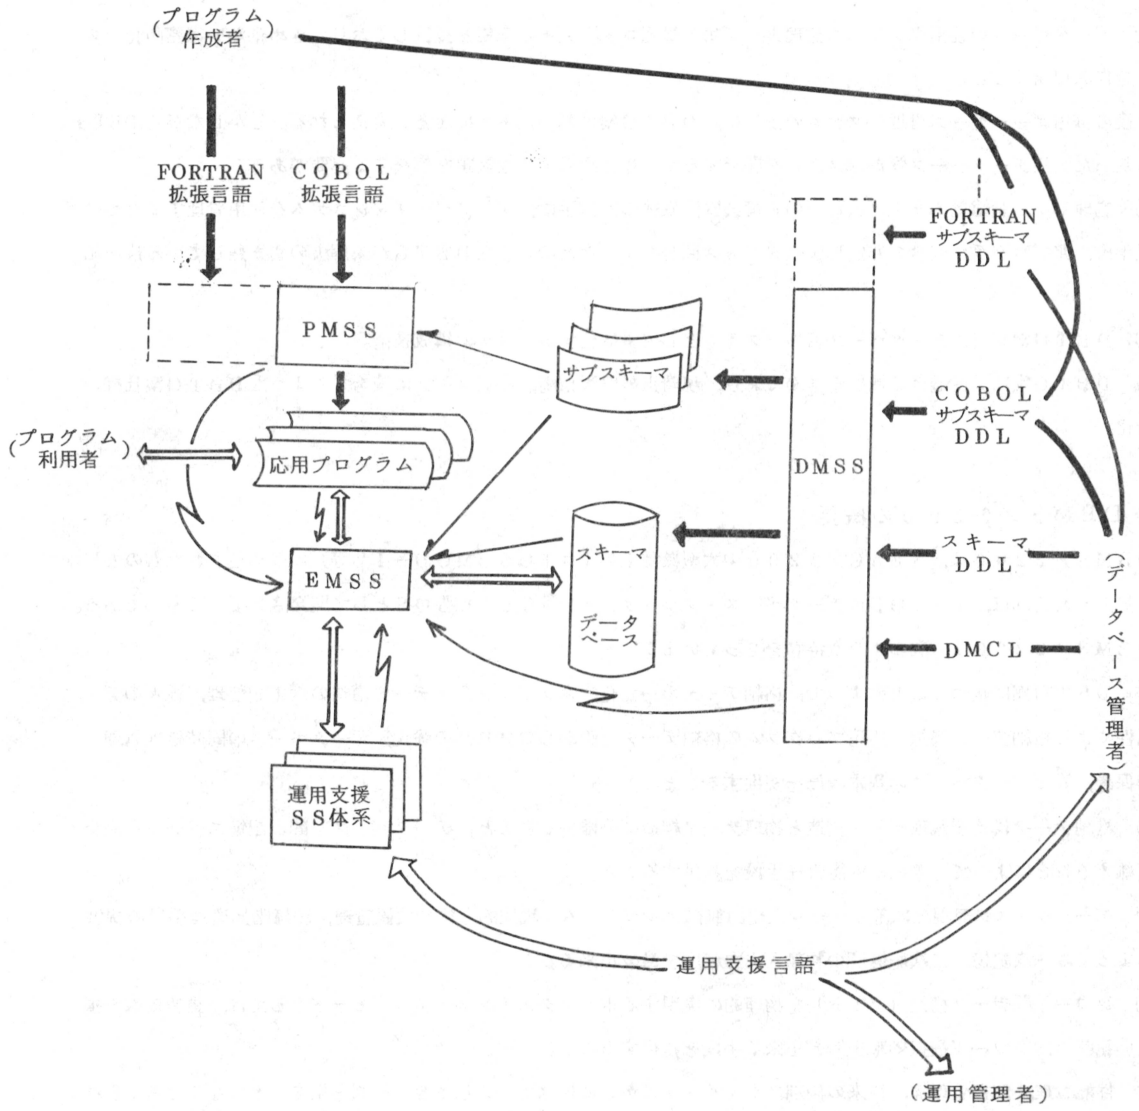 (プログラム
作成者)
FORTRAN
拡張言語
COBOL
拡張言語
PMSS
サブスキーマ
(プログラム
利用者)
応用プログラム
EMSS
スキーマ
データ
ベース
DMSS
FORTRAN
サブスキーマ
DDL
COBOL
サブスキーマ
DDL
スキーマ
DDL
DMCL
(データベース管理者)
運用支援
SS体系
運用支援言語
(運用管理者)